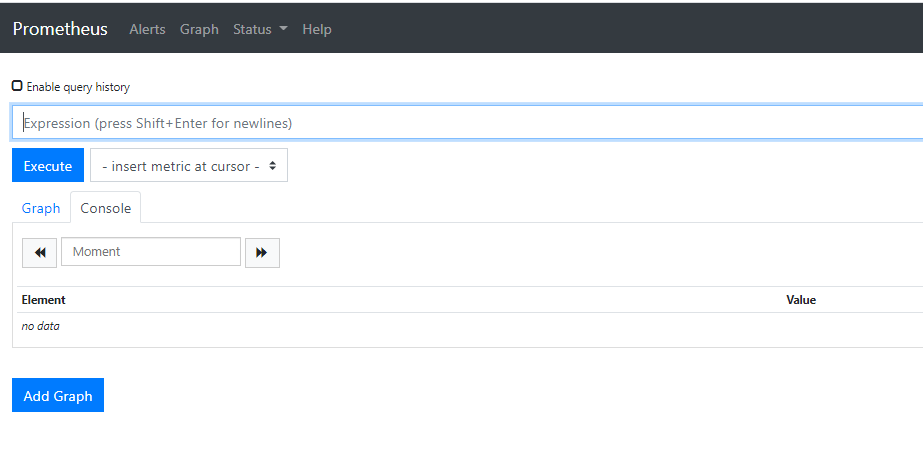 Prometheus Alerts Graph Status Help
Enable query history
Expression (press Shift+Enter for newlines)
Execute - insert metric at cursor -
Graph Console
Moment
Element Value
no data
Add Graph